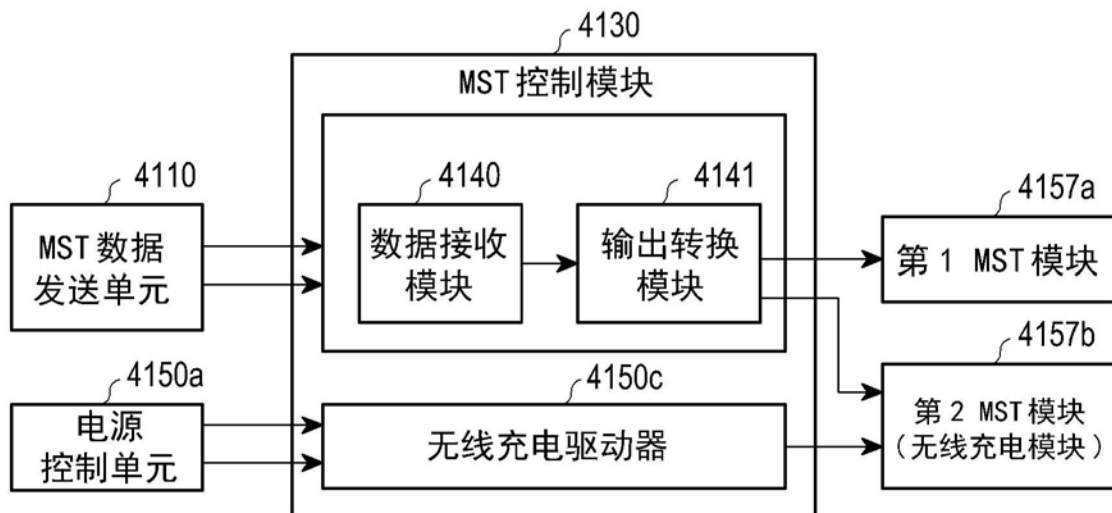 4130
MST 控制模块
4110
4140
4141
4157a
MST 数据
发送单元
数据接收
模块
输出转换
模块
第 1 MST 模块
4157b
4150a
4150c
电源
控制单元
无线充电驱动器
第 2 MST 模块
(无线充电模块)